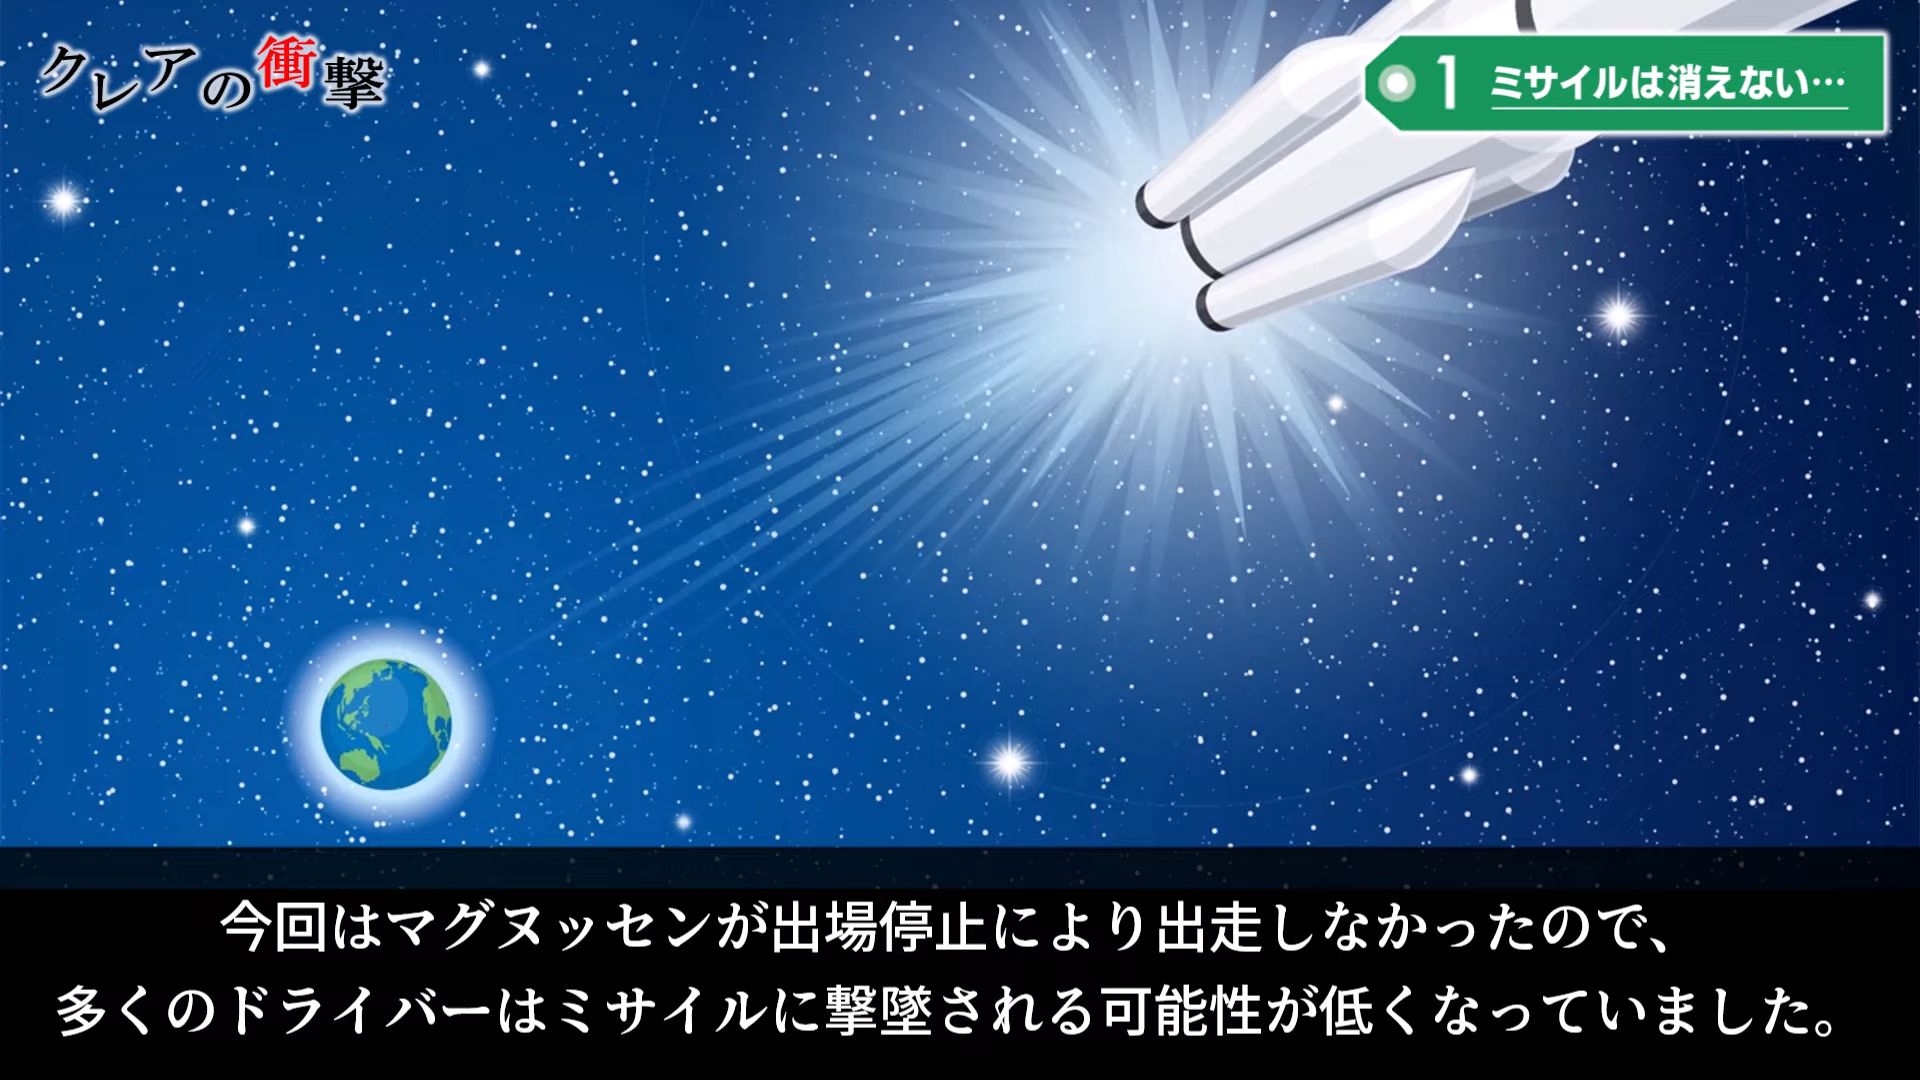 クレアの衝撃
1 ミサイルは消えない…
今回はマグヌッセンが出場停止により出走しなかったので、
多くのドライバーはミサイルに撃墜される可能性が低くなっていました。